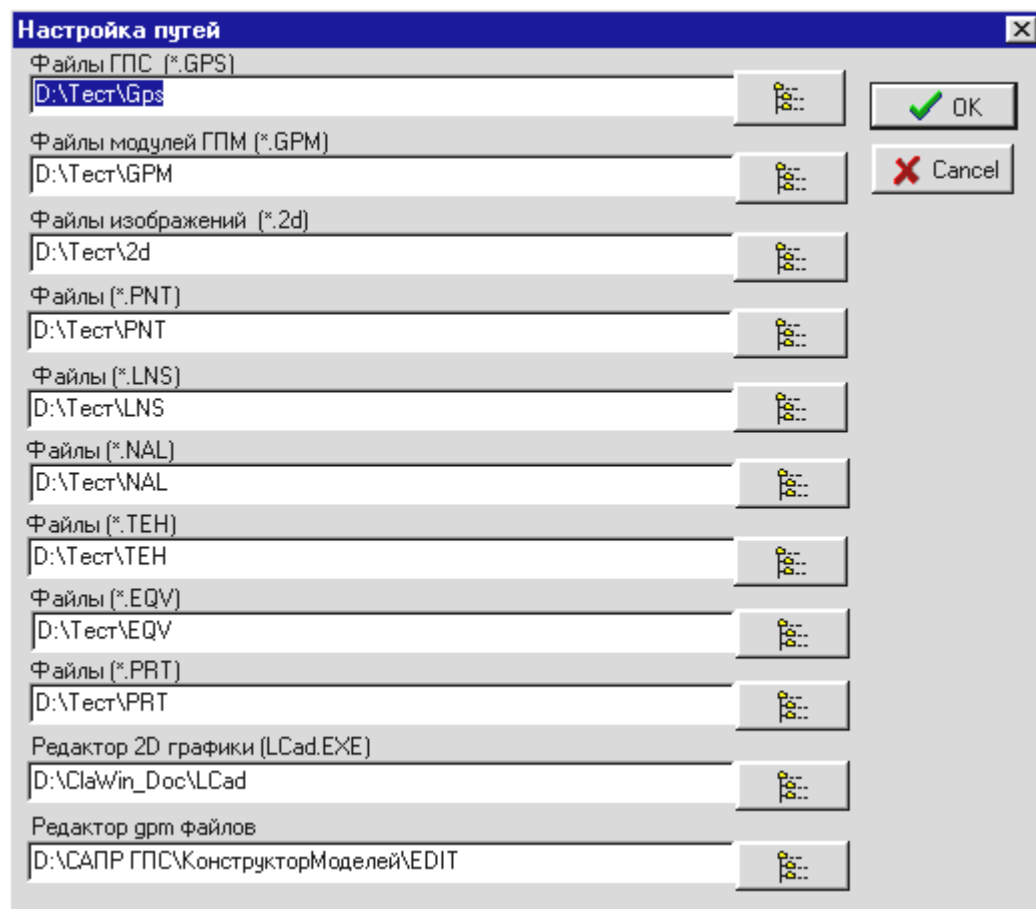 Настройка путей
Файлы ГПС (*.GPS)
D:\Тест\Gps
OK
Файлы модулей ГПМ (*.GPM)
D:\Тест\GPM
Cancel
Файлы изображений (*.2d)
D:\Тест\2d
Файлы (*.PNT)
D:\Тест\PNT
Файлы (*.LNS)
D:\Тест\LNS
Файлы (*.NAL)
D:\Тест\NAL
Файлы (*.TEH)
D:\Тест\TEH
Файлы (*.EQV)
D:\Тест\EQV
Файлы (*.PRT)
D:\Тест\PRT
Редактор 2D графики (LCad.EXE)
D:\ClaWin_Doc\LCad
Редактор gpm файлов
D:\САПР ГПС\КонструкторМоделей\EDIT